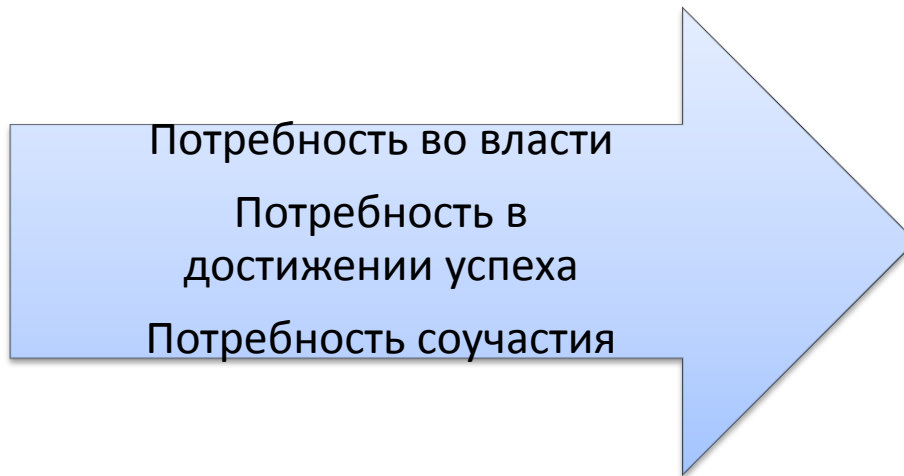 Потребность во власти
Потребность в
достижении успеха
Потребность соучастия